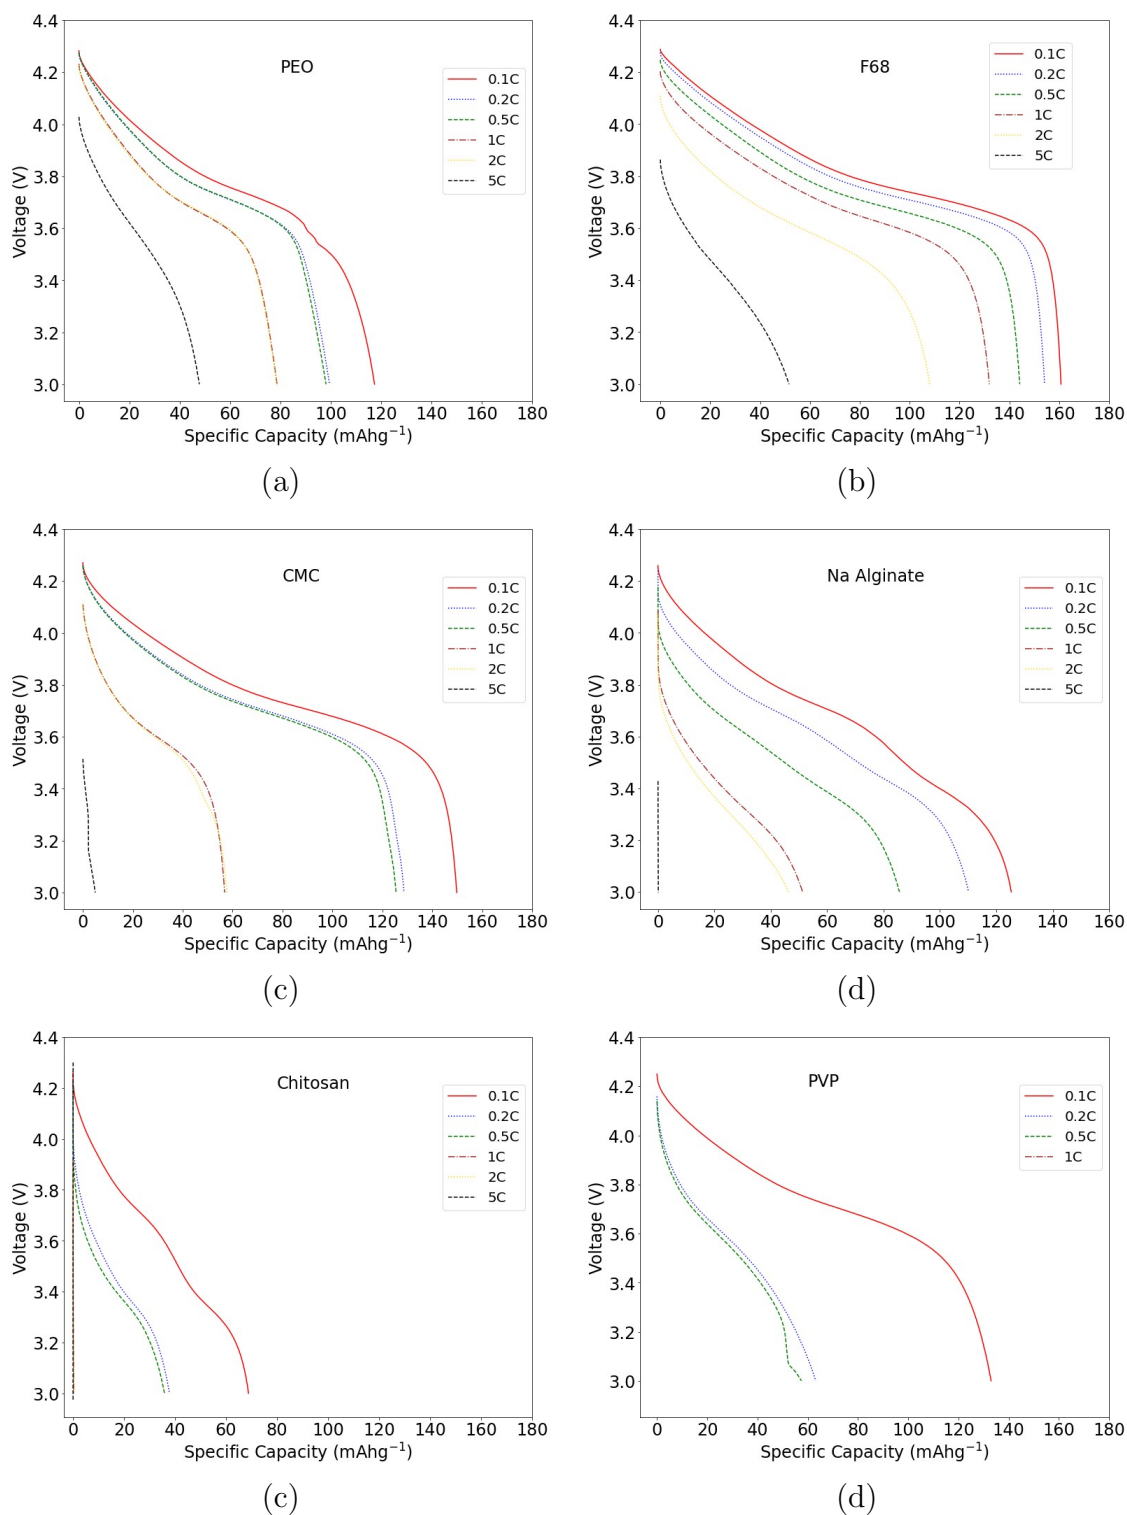 4.4
4.2
4.0
3.8
3.6
3.4
3.2
3.0
Voltage (V)
PEO
0.1C
0.2C
0.5C
1C
2C
5C
0 20 40 60 80 100 120 140 160 180
Specific Capacity (mAhg⁻¹)
(a)
4.4
4.2
4.0
3.8
3.6
3.4
3.2
3.0
Voltage (V)
F68
0.1C
0.2C
0.5C
1C
2C
5C
0 20 40 60 80 100 120 140 160 180
Specific Capacity (mAhg⁻¹)
(b)
4.4
4.2
4.0
3.8
3.6
3.4
3.2
3.0
Voltage (V)
CMC
0.1C
0.2C
0.5C
1C
2C
5C
0 20 40 60 80 100 120 140 160 180
Specific Capacity (mAhg⁻¹)
(c)
4.4
4.2
4.0
3.8
3.6
3.4
3.2
3.0
Voltage (V)
Na Alginate
0.1C
0.2C
0.5C
1C
2C
5C
0 20 40 60 80 100 120 140 160
Specific Capacity (mAhg⁻¹)
(d)
4.4
4.2
4.0
3.8
3.6
3.4
3.2
3.0
Voltage (V)
Chitosan
0.1C
0.2C
0.5C
1C
2C
5C
0 20 40 60 80 100 120 140 160 180
Specific Capacity (mAhg⁻¹)
(c)
4.4
4.2
4.0
3.8
3.6
3.4
3.2
3.0
Voltage (V)
PVP
0.1C
0.2C
0.5C
1C
0 20 40 60 80 100 120 140 160 180
Specific Capacity (mAhg⁻¹)
(d)